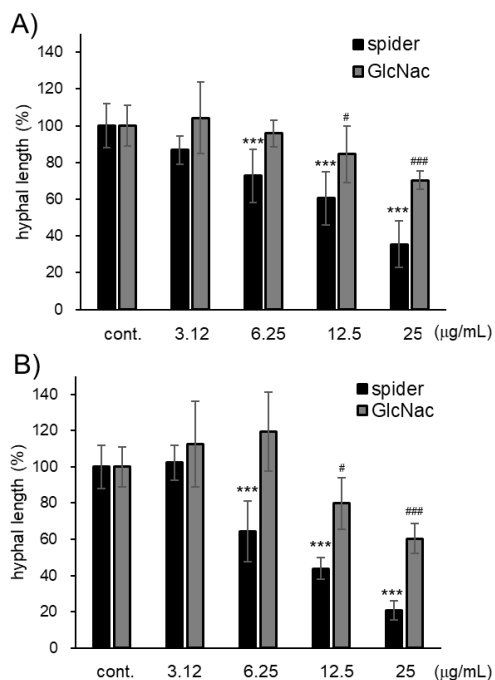 A)
140
120
100
80
60
40
20
0
hyphal length (%)
spider
GlcNac
***
***
***
#
###
cont. 3.12 6.25 12.5 25 (μg/mL)
B)
140
120
100
80
60
40
20
0
hyphal length (%)
spider
GlcNac
***
***
***
#
###
cont. 3.12 6.25 12.5 25 (μg/mL)